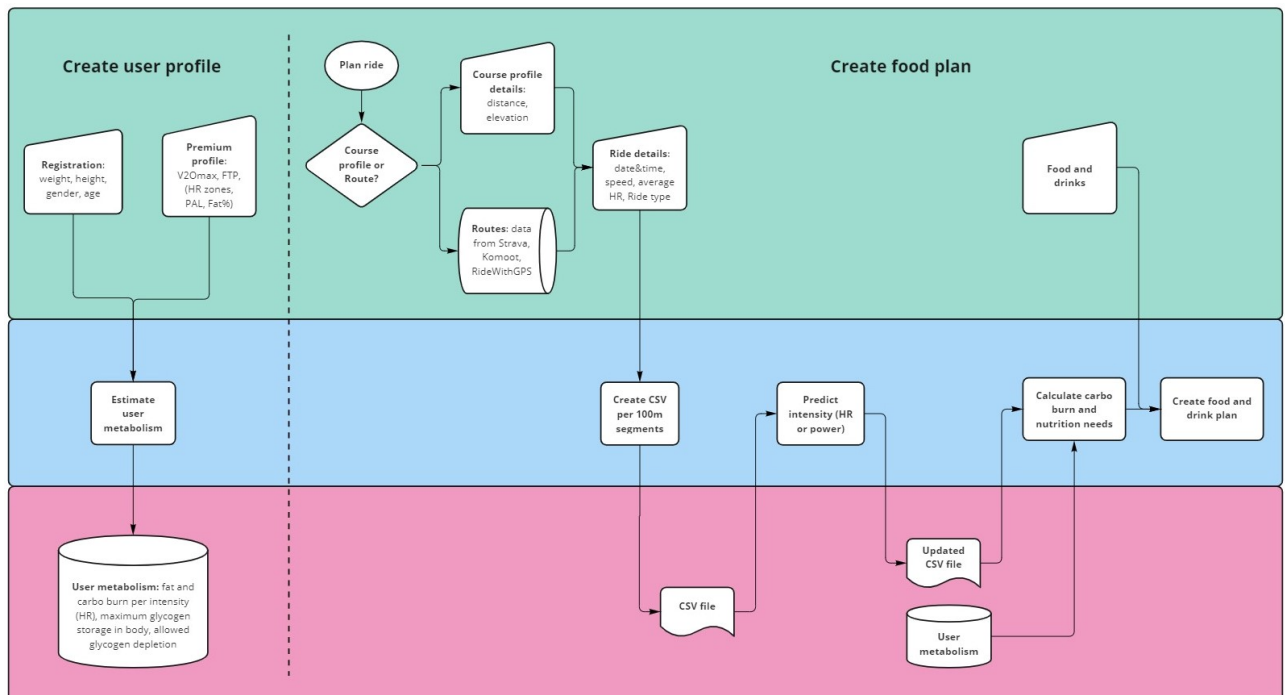 Create user profile
Create food plan
Plan ride
Course profile or
Route?
Course profile
details:
distance,
elevation
Routes: data
from Strava,
Komoot,
RideWithGPS
Registration:
weight, height,
gender, age
Premium
profile:
V2Omax, FTP,
(HR zones,
PAL, Fat%)
Ride details:
date&time,
speed, average
HR, Ride type
Food and
drinks
Estimate
user
metabolism
Create CSV
per 100m
segments
Predict
intensity (HR
or power)
Calculate carbo
burn and
nutrition needs
Create food and
drink plan
User metabolism: fat and
carbo burn per intensity
(HR), maximum glycogen
storage in body, allowed
glycogen depletion
CSV file
Updated
CSV file
User
metabolism